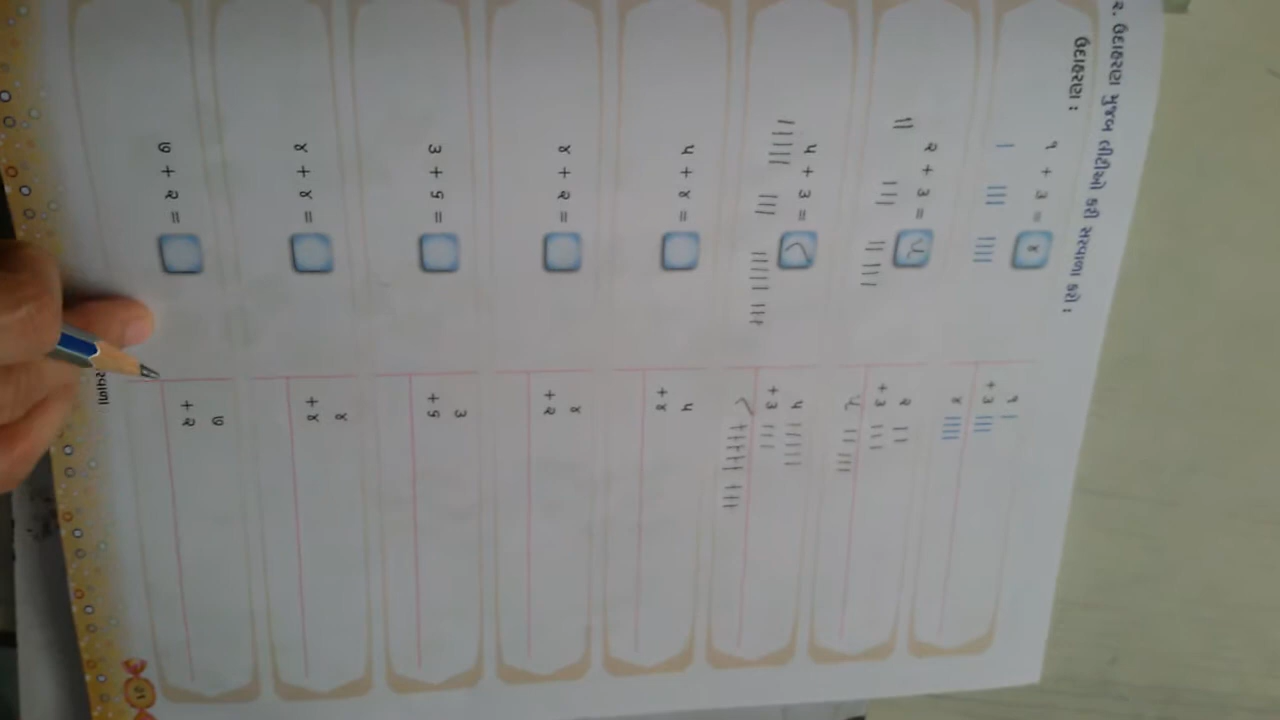 ૨. ઉદાહરણ મુજબ લીટીઓ કરી સરવાળા કરો :
ઉદાહરણ :
૧ + ૩ = ૪
૧
+ ૩
૪
૨ + ૩ = ૫
૨
+ ૩
૫
૫ + ૩ = ૮
૫
+ ૩
૮
૫ + ૪ =
૫
+ ૪
૪ + ૨ =
૪
+ ૨
૩ + ૬ =
૩
+ ૬
૪ + ૪ =
૪
+ ૪
૭ + ૨ =
૭
+ ૨